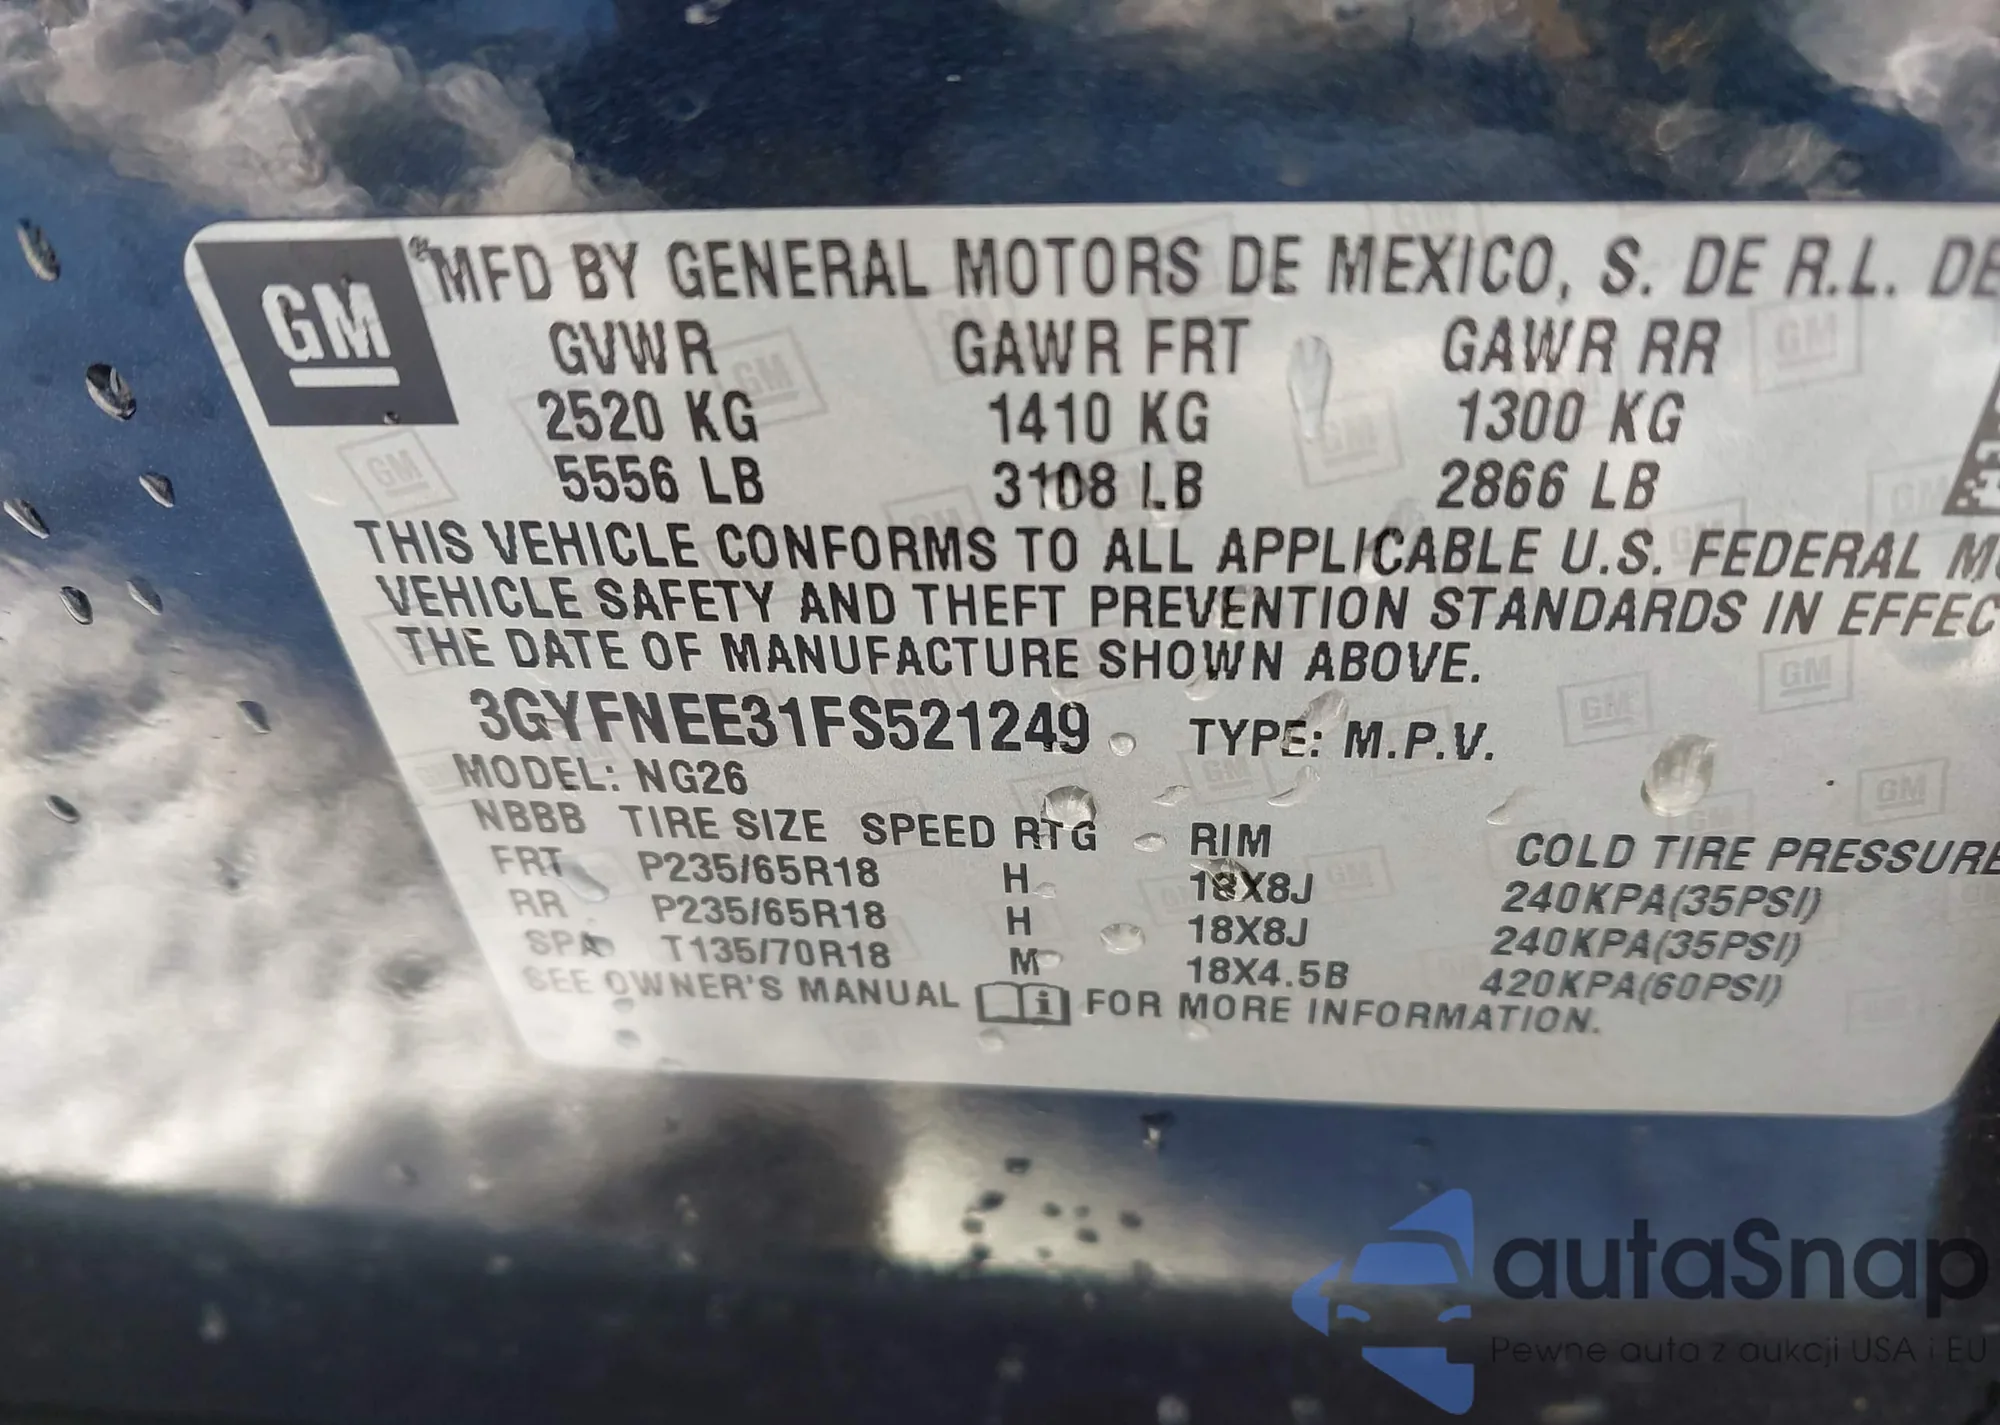 GM
MFD BY GENERAL MOTORS DE MEXICO, S. DE R.L. DE
GVWR GAWR FRT GAWR RR
2520 KG 1410 KG 1300 KG
5556 LB 3108 LB 2866 LB
THIS VEHICLE CONFORMS TO ALL APPLICABLE U.S. FEDERAL
VEHICLE SAFETY AND THEFT PREVENTION STANDARDS IN EFFEC
THE DATE OF MANUFACTURE SHOWN ABOVE.
3GYFNEE31FS521249 TYPE: M.P.V.
MODEL: NG26
NBBB TIRE SIZE SPEED RTG RIM COLD TIRE PRESSURE
FRT P235/65R18 H 18X8J 240KPA(35PSI)
RR P235/65R18 H 18X8J 240KPA(35PSI)
SPA T135/70R18 M 18X4.5B 420KPA(60PSI)
SEE OWNER'S MANUAL i FOR MORE INFORMATION.
autaSnap
Pewne auta z aukcji USA i EU